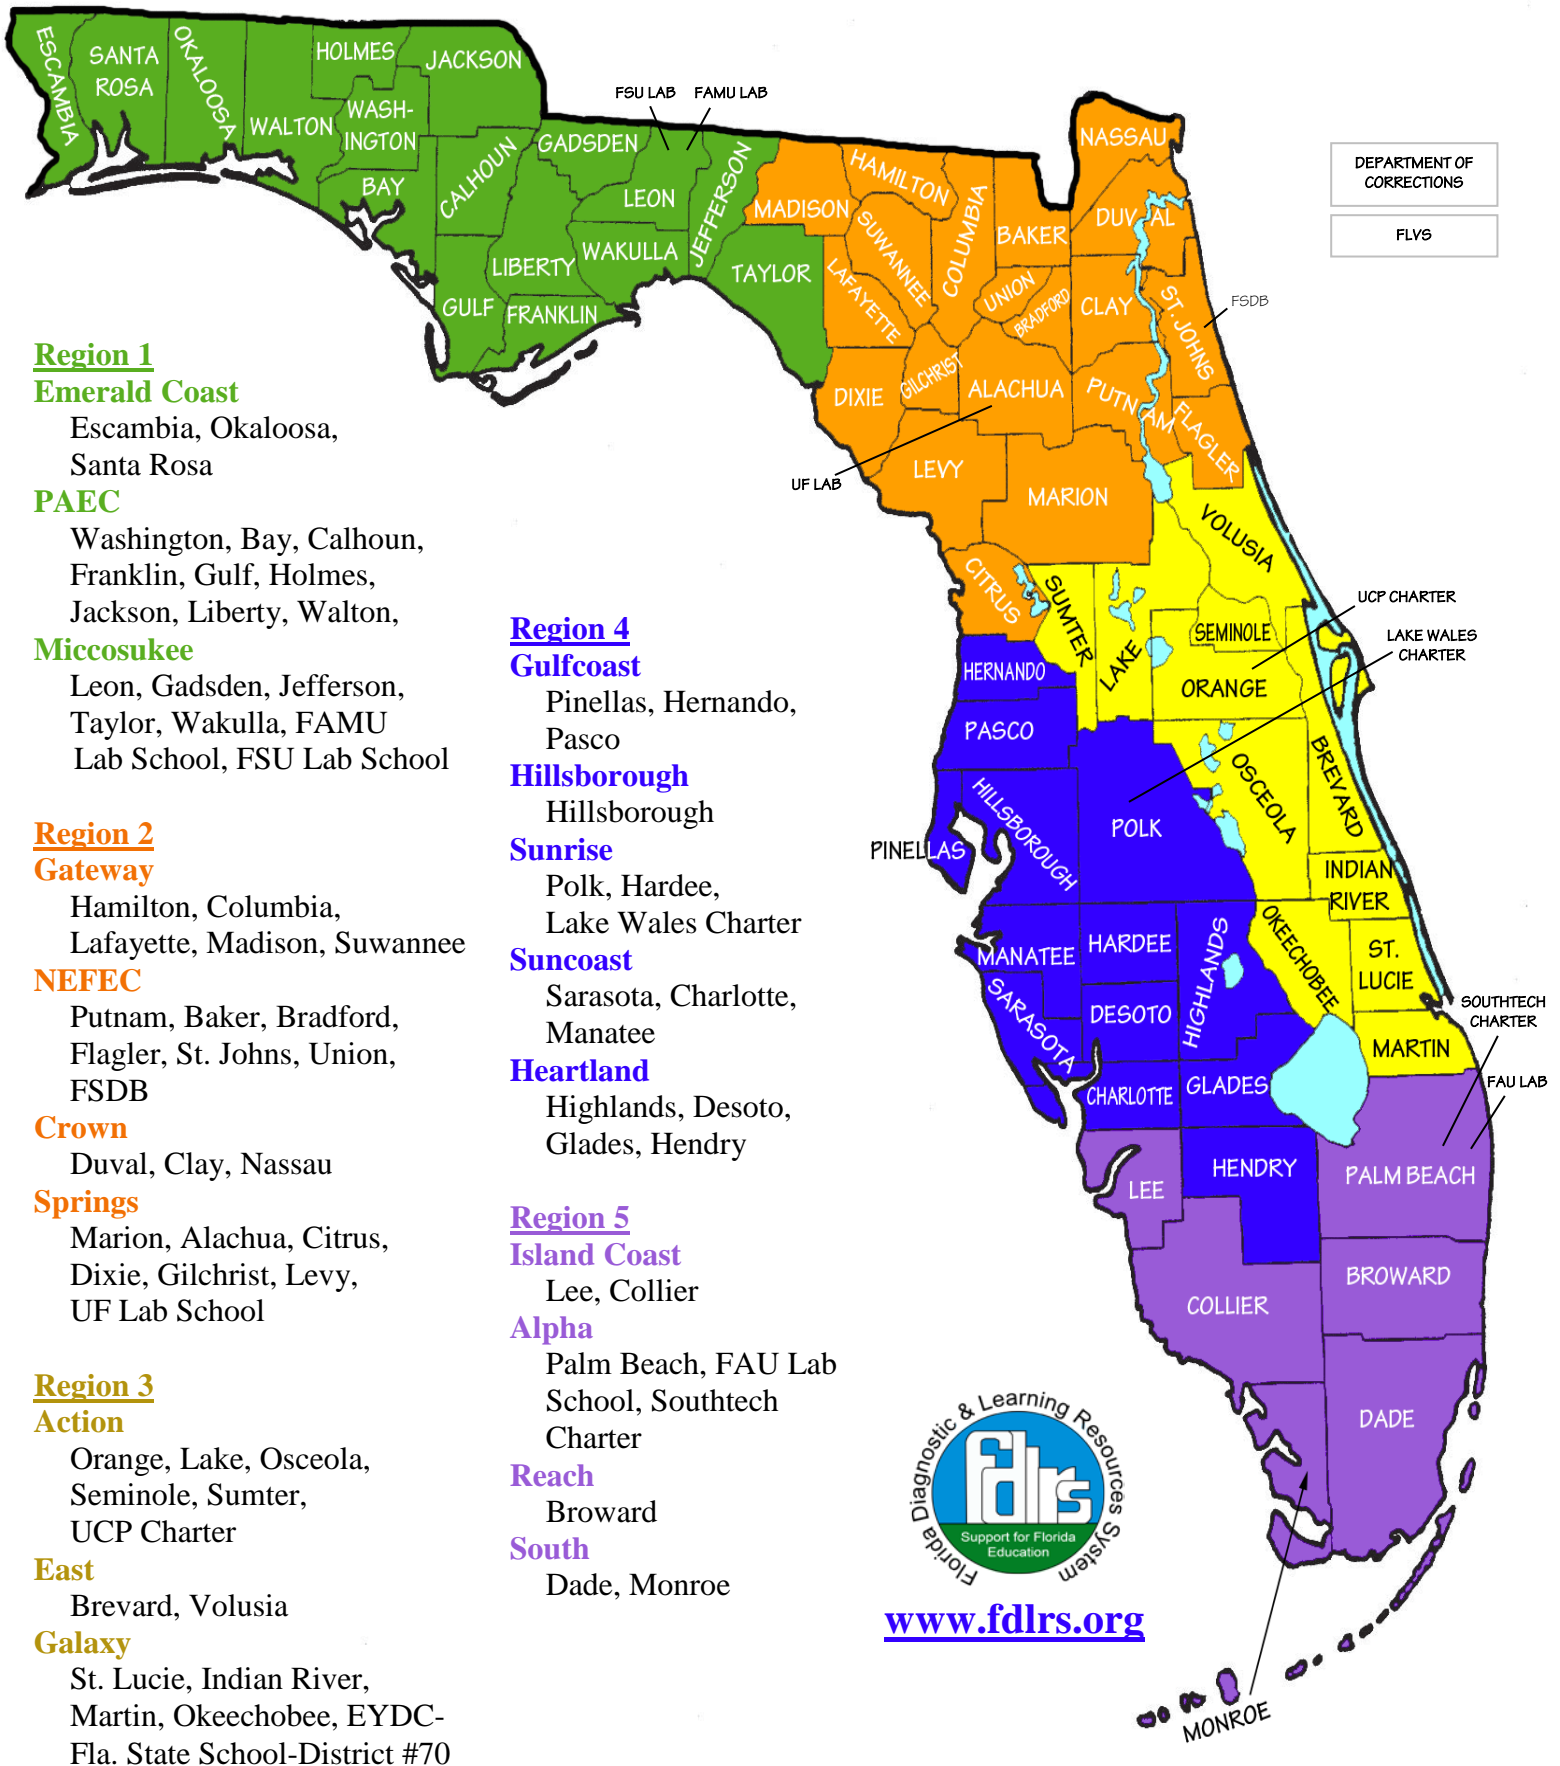 ESCAMBIA
SANTA
ROSA
OKALOOSA
WALTON
HOLMES
WASH-
INGTON
JACKSON
BAY
CALHOUN
GULF
LIBERTY
FRANKLIN
GADSDEN
LEON
WAKULLA
JEFFERSON
TAYLOR
FSU LAB
FAMU LAB
MADISON
HAMILTON
SUWANNEE
LAFAYETTE
COLUMBIA
BAKER
NASSAU
DUVAL
UNION
BRADFORD
CLAY
ST. JOHNS
FSDB
DIXIE
GILCHRIST
ALACHUA
PUTNAM
FLAGLER
LEVY
MARION
UF LAB
CITRUS
DEPARTMENT OF
CORRECTIONS
FLVS
SUMTER
LAKE
VOLUSIA
SEMINOLE
ORANGE
UCP CHARTER
LAKE WALES
CHARTER
OSCEOLA
BREVARD
INDIAN
RIVER
OKEECHOBEE
ST.
LUCIE
MARTIN
HERNANDO
PASCO
PINELLAS
HILLSBOROUGH
POLK
MANATEE
HARDEE
HIGHLANDS
SARASOTA
DESOTO
CHARLOTTE
GLADES
HENDRY
SOUTHTECH
CHARTER
FAU LAB
PALM BEACH
LEE
COLLIER
BROWARD
DADE
MONROE
Region 1
Emerald Coast
Escambia, Okaloosa,
Santa Rosa
PAEC
Washington, Bay, Calhoun,
Franklin, Gulf, Holmes,
Jackson, Liberty, Walton,
Miccosukee
Leon, Gadsden, Jefferson,
Taylor, Wakulla, FAMU
Lab School, FSU Lab School
Region 2
Gateway
Hamilton, Columbia,
Lafayette, Madison, Suwannee
NEFEC
Putnam, Baker, Bradford,
Flagler, St. Johns, Union,
FSDB
Crown
Duval, Clay, Nassau
Springs
Marion, Alachua, Citrus,
Dixie, Gilchrist, Levy,
UF Lab School
Region 3
Action
Orange, Lake, Osceola,
Seminole, Sumter,
UCP Charter
East
Brevard, Volusia
Galaxy
St. Lucie, Indian River,
Martin, Okeechobee, EYDC-
Fla. State School-District #70
Region 4
Gulfcoast
Pinellas, Hernando,
Pasco
Hillsborough
Hillsborough
Sunrise
Polk, Hardee,
Lake Wales Charter
Suncoast
Sarasota, Charlotte,
Manatee
Heartland
Highlands, Desoto,
Glades, Hendry
Region 5
Island Coast
Lee, Collier
Alpha
Palm Beach, FAU Lab
School, Southtech
Charter
Reach
Broward
South
Dade, Monroe
Florida Diagnostic & Learning Resources System
fdlrs
Support for Florida
Education
www.fdlrs.org